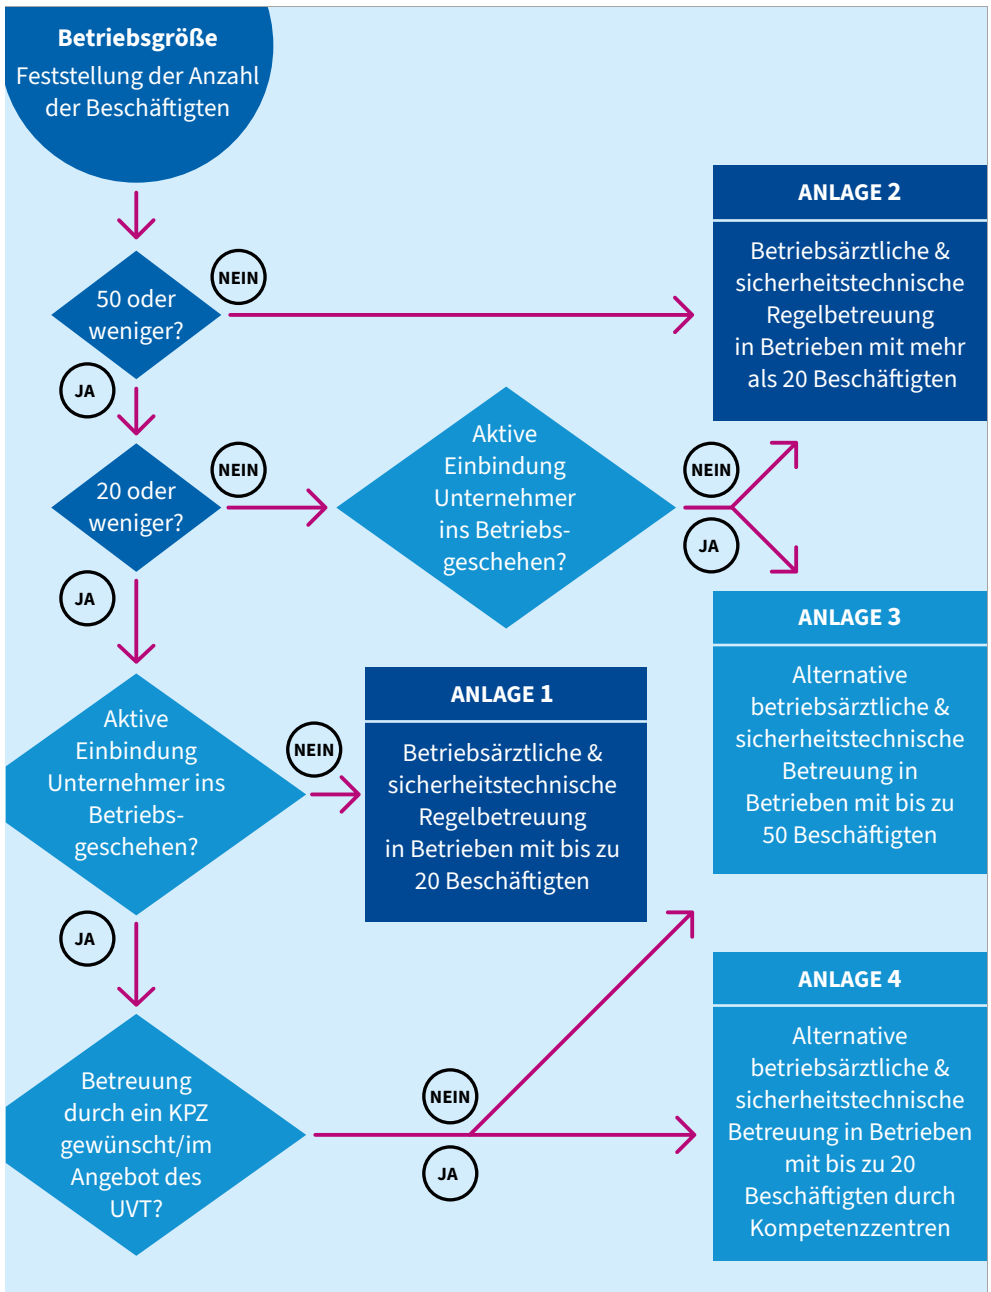 Betriebsgröße
Feststellung der Anzahl
der Beschäftigten
50 oder
weniger?
NEIN
JA
ANLAGE 2
Betriebsärztliche &
sicherheitstechnische
Regelbetreuung
in Betrieben mit mehr
als 20 Beschäftigten
20 oder
weniger?
NEIN
JA
Aktive
Einbindung
Unternehmer
ins Betriebs-
geschehen?
NEIN
JA
ANLAGE 3
Alternative
betriebsärztliche &
sicherheitstechnische
Betreuung in
Betrieben mit bis zu
50 Beschäftigten
Aktive
Einbindung
Unternehmer ins
Betriebs-
geschehen?
NEIN
JA
ANLAGE 1
Betriebsärztliche &
sicherheitstechnische
Regelbetreuung
in Betrieben mit bis zu
20 Beschäftigten
Betreuung
durch ein KPZ
gewünscht/im
Angebot des
UVT?
NEIN
JA
ANLAGE 4
Alternative
betriebsärztliche &
sicherheitstechnische
Betreuung in Betrieben
mit bis zu 20
Beschäftigten durch
Kompetenzzentren